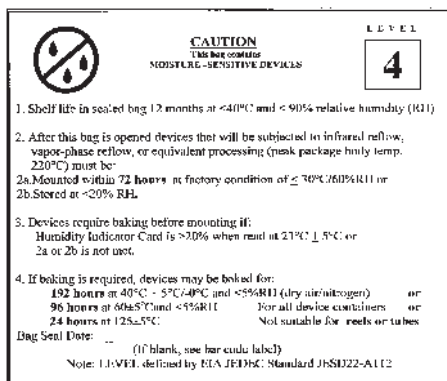 LEVEL
CAUTION
This bag contains
MOISTURE-SENSITIVE DEVICES
4
1. Shelf life in sealed bag 12 months at <40°C and < 90% relative humidity (RH)
2. After this bag is opened devices that will be subjected to infrared reflow,
vapor-phase reflow, or equivalent processing (peak package body temp.
220°C) must be:
2a.Mounted within 72 hours at factory condition of ≤ 30°C/60%RH or
2b.Stored at <20% RH.
3. Devices require baking before mounting if:
Humidity Indicator Card is >20% when read at 23°C ± 5°C or
2a or 2b is not met.
4. If baking is required, devices may be baked for:
192 hours at 40°C + 5°C/-0°C and <5%RH (dry air/nitrogen) or
96 hours at 60±5°C and <5%RH For all device containers or
24 hours at 125±5°C Not suitable for reels or tubes
Bag Seal Date:
(If blank, see bar code label)
Note: LEVEL defined by EIA JEDEC Standard JESD22-A112